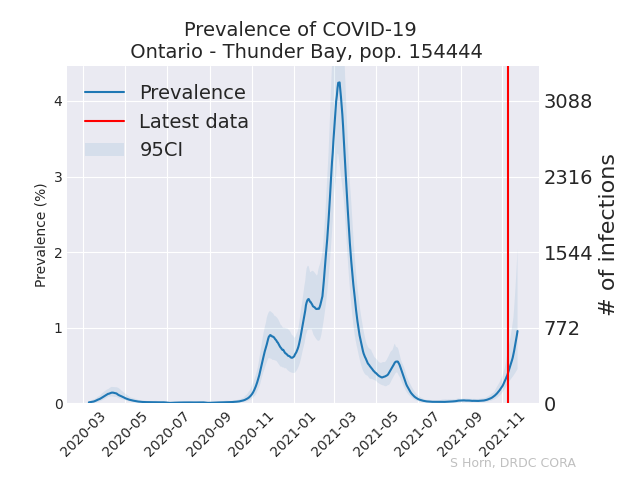 Prevalence of COVID-19
Ontario - Thunder Bay, pop. 154444
Prevalence
Latest data
95CI
Prevalence (%)
4
3
2
1
0
3088
2316
1544
772
0
# of infections
2020-03
2020-05
2020-07
2020-09
2020-11
2021-01
2021-03
2021-05
2021-07
2021-09
2021-11
S Horn, DRDC CORA